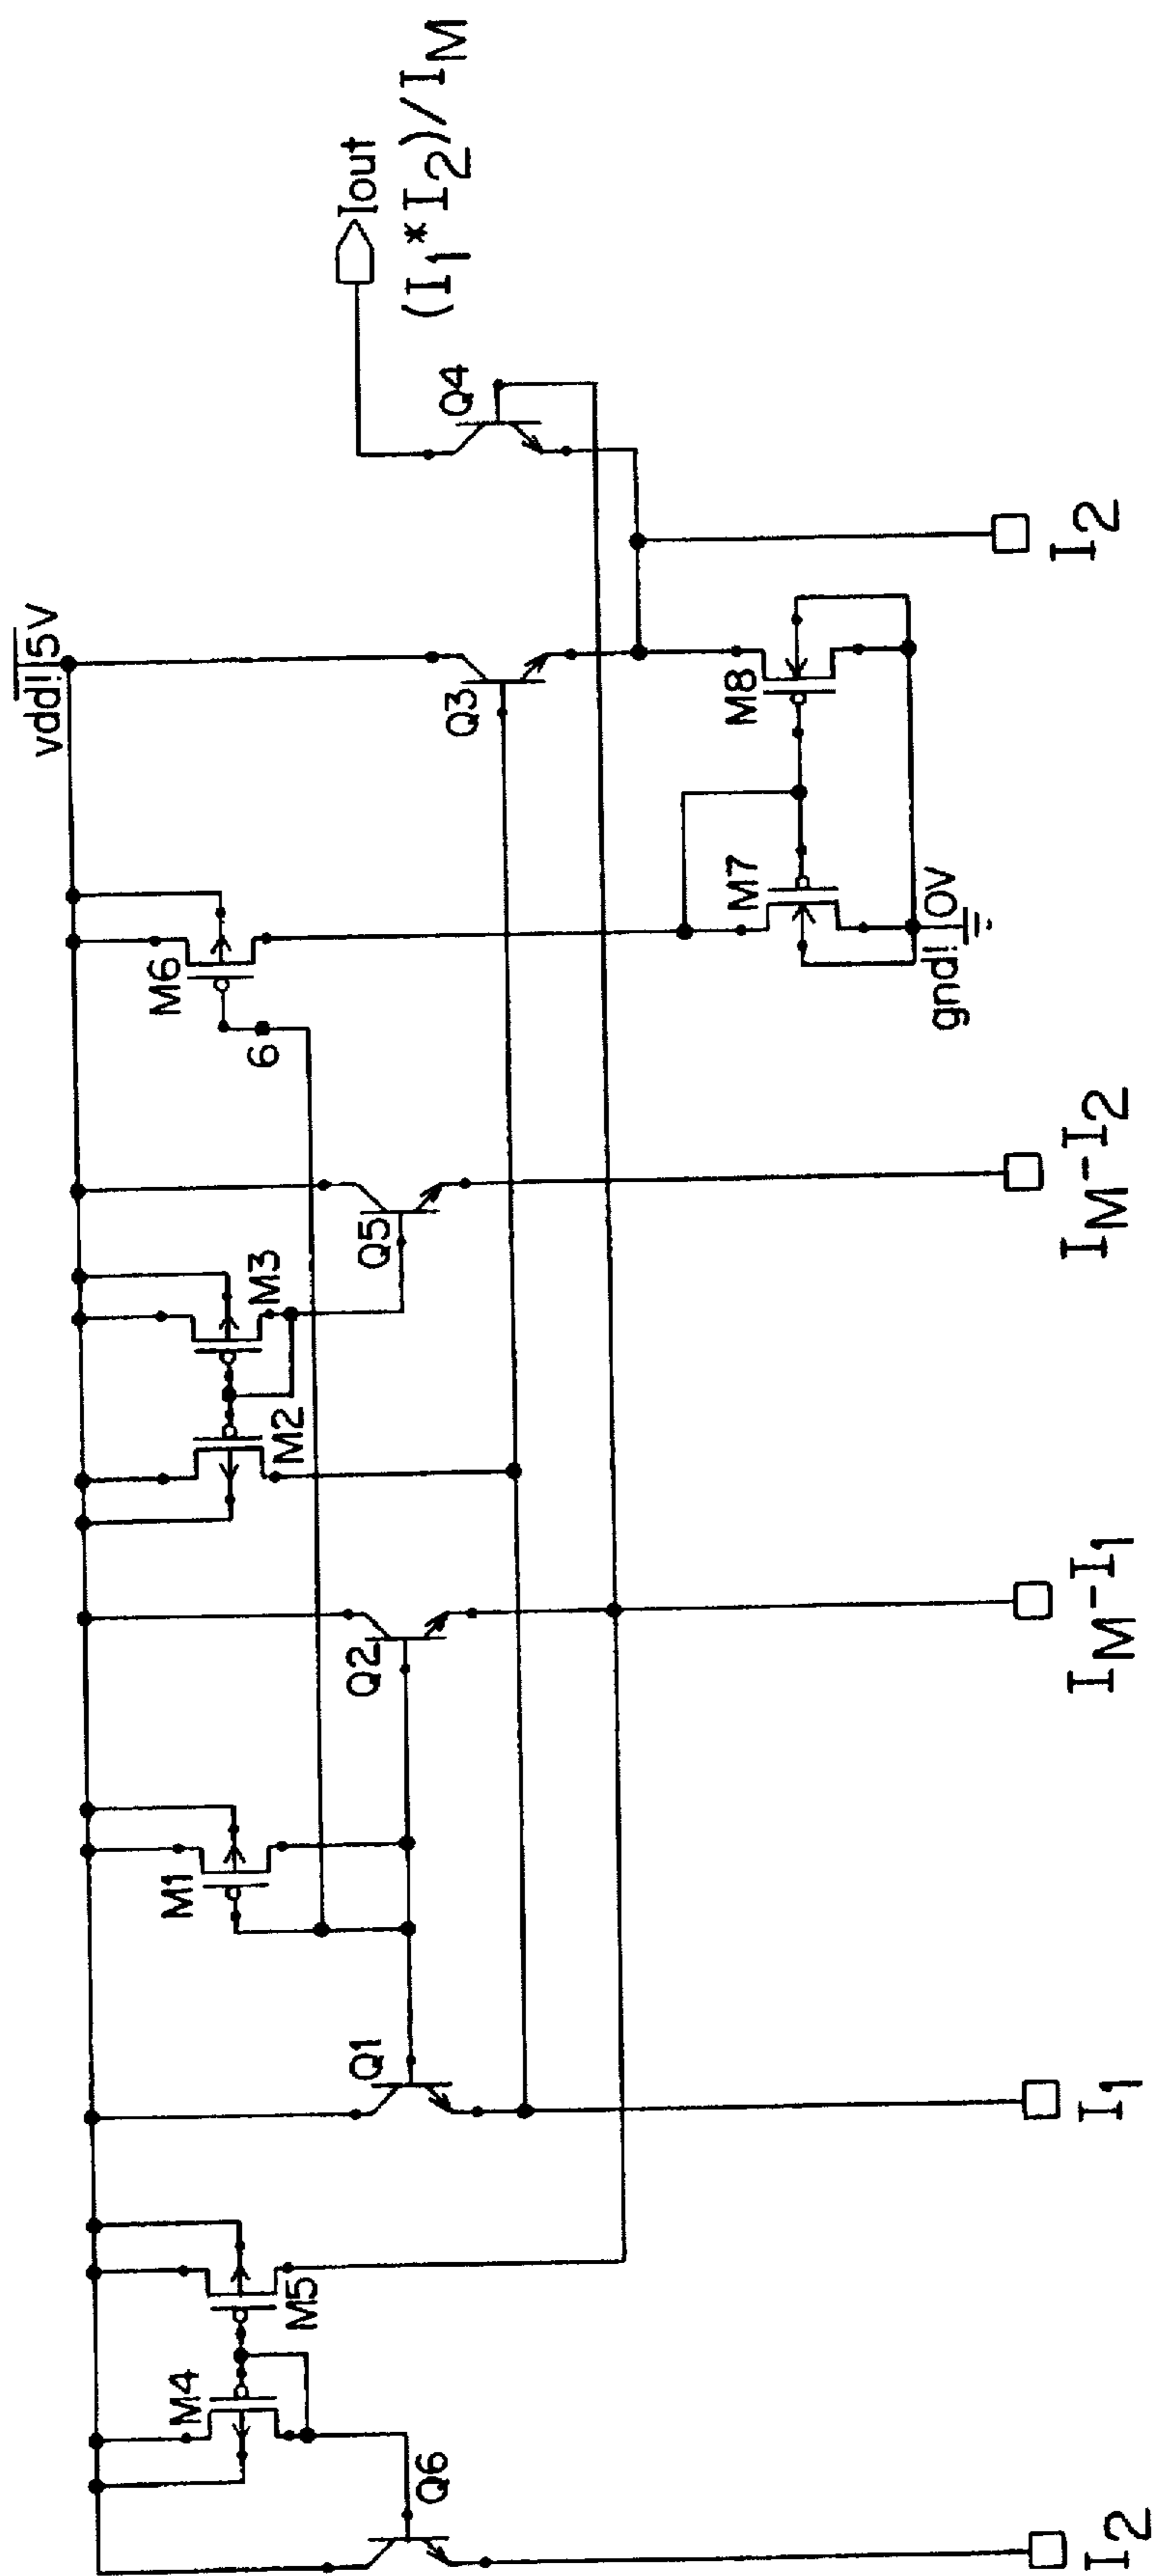 vdd! 5V
Iout
(I1*I2)/IM
M4
M5
M1
M2
M3
M6
6
Q6
Q1
Q2
Q5
Q3
Q4
M7
M8
gnd! 0V
I2
I1
IM-I1
IM-I2
I2